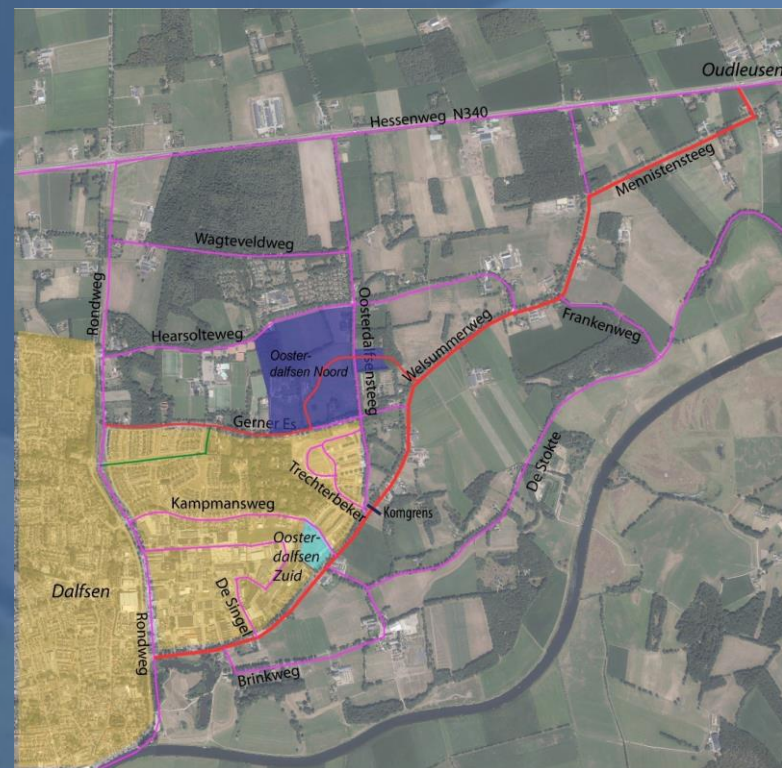 Oudleusen
Hessenweg N340
Mennistensteeg
Wagteveldweg
Rondweg
Hearsolteweg
Oosterdalfsensteeg
Frankenweg
Welsummerweg
Ooster-
dalfsen Noord
Gerner Es
De Stokte
Trechterbeker
Kampmansweg
Komgrens
Ooster-
dalfsen
Zuid
Dalfsen
De Singel
Rondweg
Brinkweg